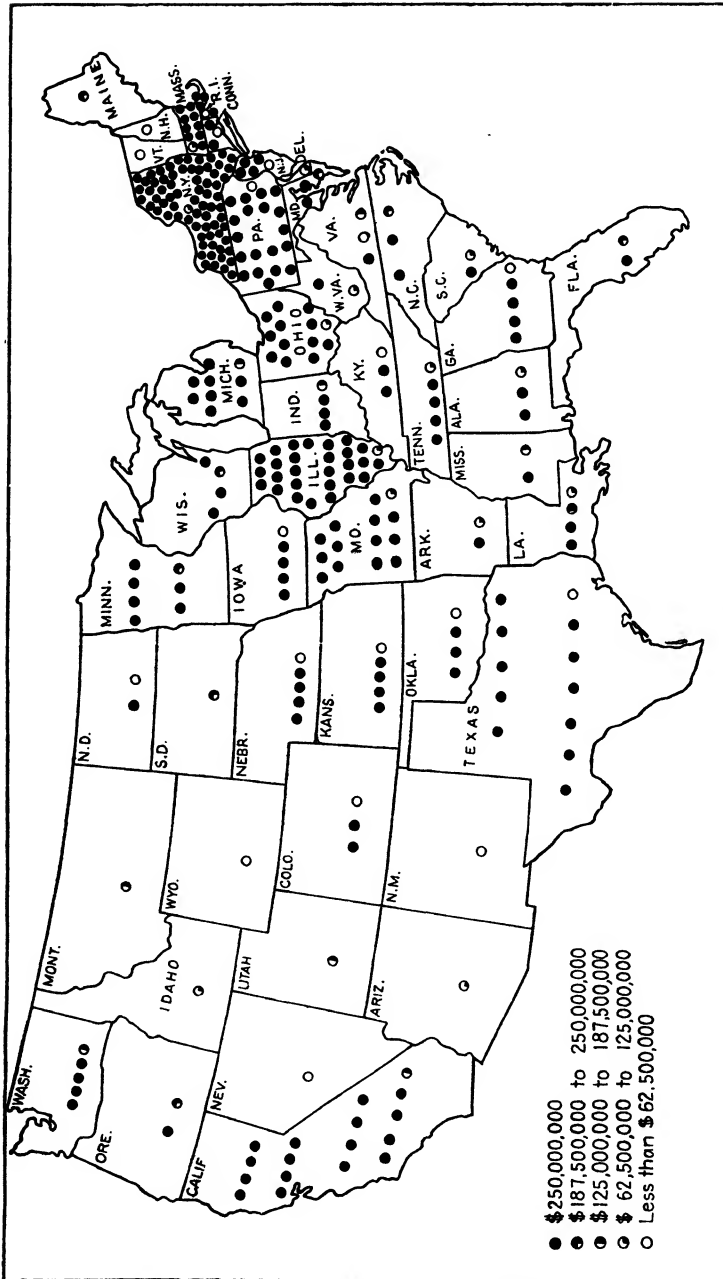 WASH.
MONT.
N.D.
MINN.
WIS.
MICH.
VT.
N.H.
MAINE
MASS.
R.I.
CONN.
N.Y.
ORE.
IDAHO
WYO.
S.D.
IOWA
ILL.
IND.
OHIO
PA.
N.J.
DEL.
MD.
NEV.
UTAH
COLO.
NEBR.
KANS.
MO.
KY.
W.VA.
VA.
CALIF
ARIZ.
N.M.
OKLA.
TEXAS
ARK.
LA.
TENN.
MISS.
ALA.
GA.
N.C.
S.C.
FLA.
$250,000,000
$187,500,000 to 250,000,000
$125,000,000 to 187,500,000
$ 62,500,000 to 125,000,000
Less than $62,500,000